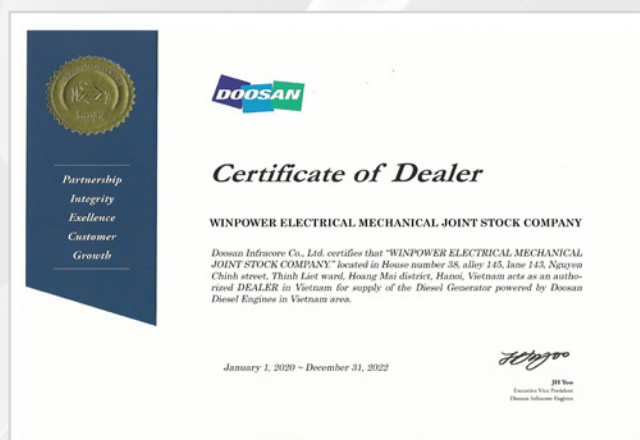 Partnership
Integrity
Exellence
Customer
Growth
DOOSAN
Certificate of Dealer
WINPOWER ELECTRICAL MECHANICAL JOINT STOCK COMPANY
Doosan Infracore Co., Ltd. certifies that "WINPOWER ELECTRICAL MECHANICAL
JOINT STOCK COMPANY." located in House number 38, alley 145, lane 143, Nguyen
Chinh street, Thinh Liet ward, Hoang Mai district, Hanoi, Vietnam acts as an autho-
rized DEALER in Vietnam for supply of the Diesel Generator powered by Doosan
Diesel Engines in Vietnam area.
January 1, 2020 ~ December 31, 2022
JH Yoo
Executive Vice President
Doosan Infracore Engines